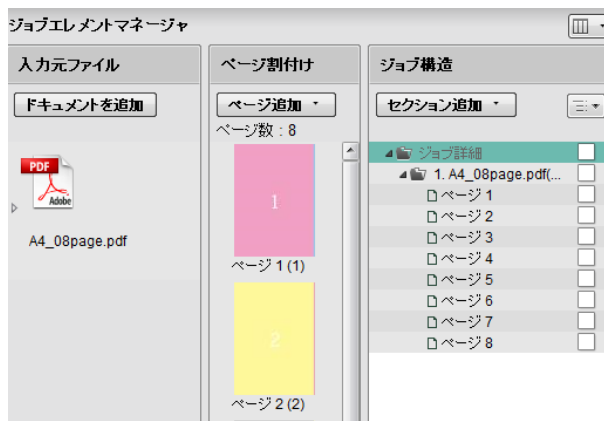 ジョブエレメントマネージャ
入力元ファイル
ドキュメントを追加
PDF
Adobe
A4_08page.pdf
ページ割付け
ページ追加
ページ数:8
1
ページ 1 (1)
2
ページ 2 (2)
ジョブ構造
セクション追加
ジョブ詳細
1. A4_08page.pdf(...
ページ 1
ページ 2
ページ 3
ページ 4
ページ 5
ページ 6
ページ 7
ページ 8